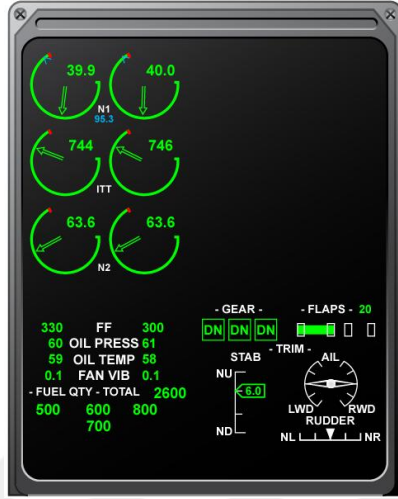 39.9 40.0
N1
95.3
744 746
ITT
63.6 63.6
N2
- GEAR - - FLAPS - 20
DN DN DN
330 FF 300
60 OIL PRESS 61
59 OIL TEMP 58
0.1 FAN VIB 0.1
- FUEL QTY - TOTAL 2600
500 600 800
700
- TRIM -
STAB AIL
NU
6.0
ND
LWD RWD
RUDDER
NL NR